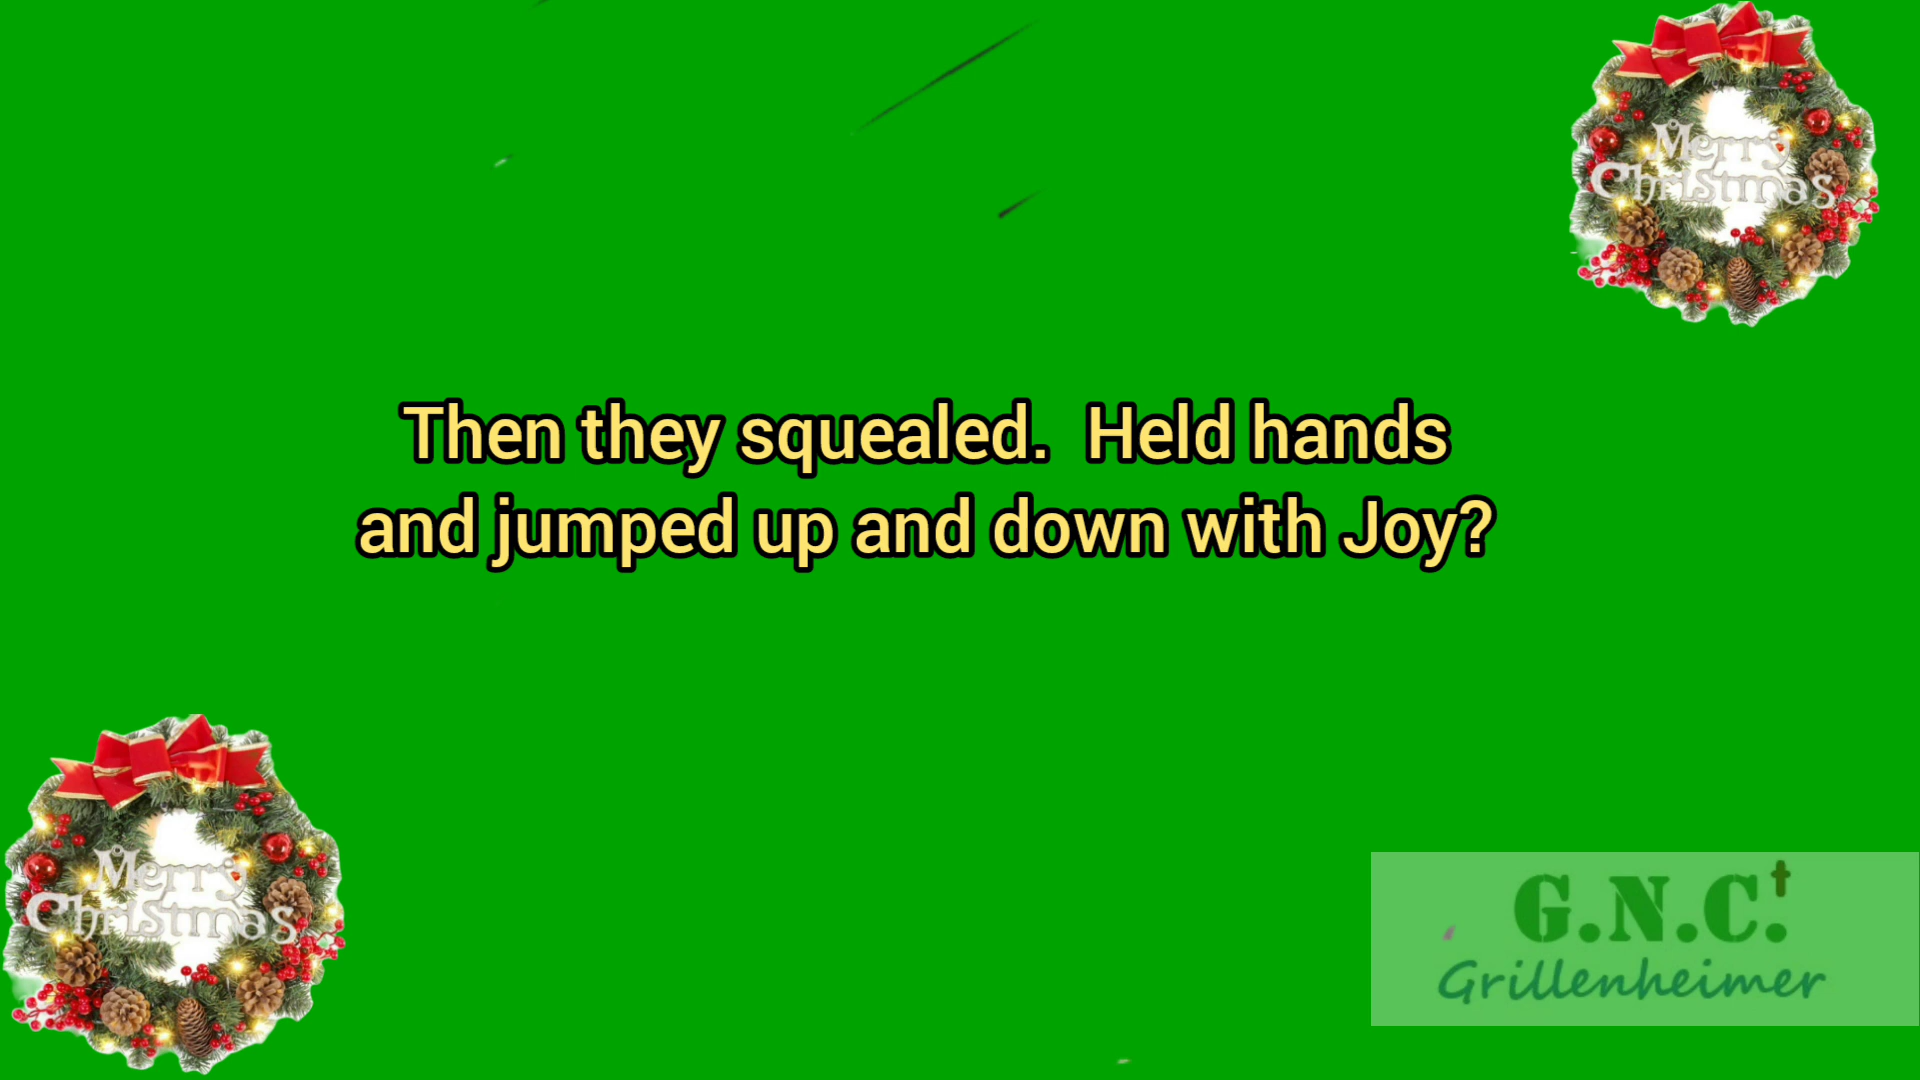 Merry
Christmas
Then they squealed.  Held hands
and jumped up and down with Joy?
Merry
Christmas
G.N.C.
Grillenheimer